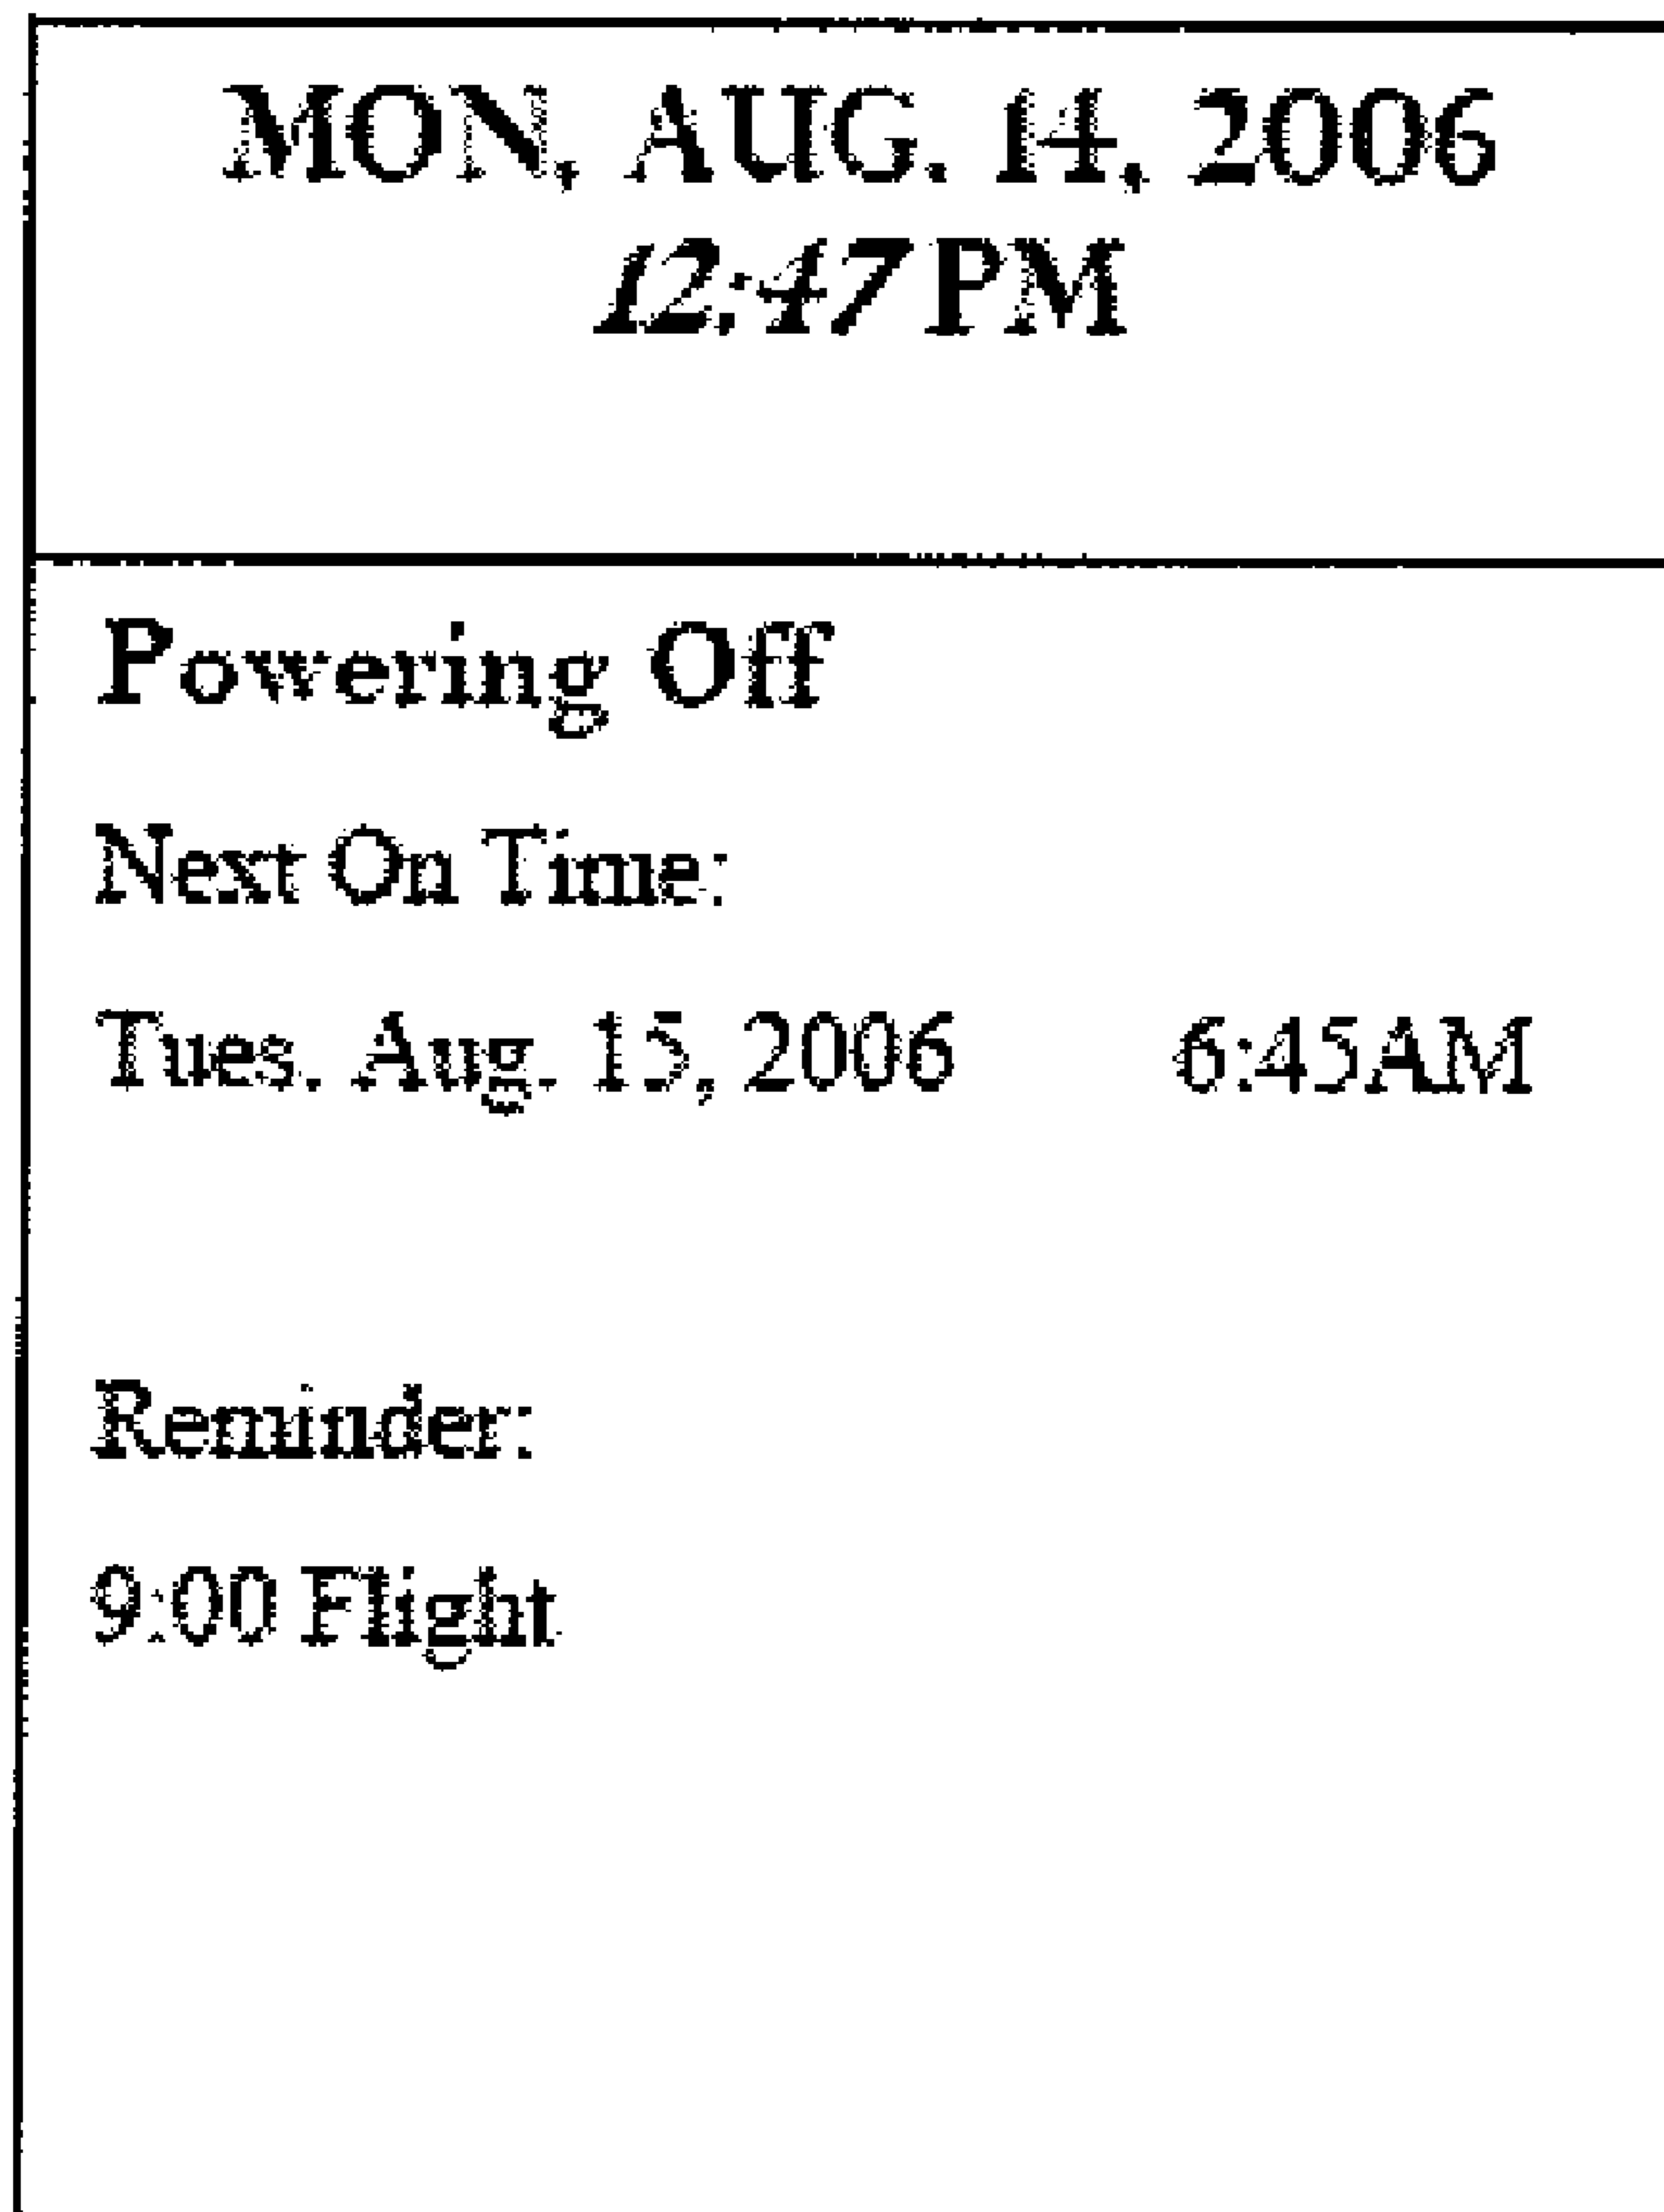 MON, AUG. 14, 2006
12:47 PM
Powering Off
Next On Time:
Tues. Aug. 15, 2006 6:45AM
Reminder:
9:00 Flight